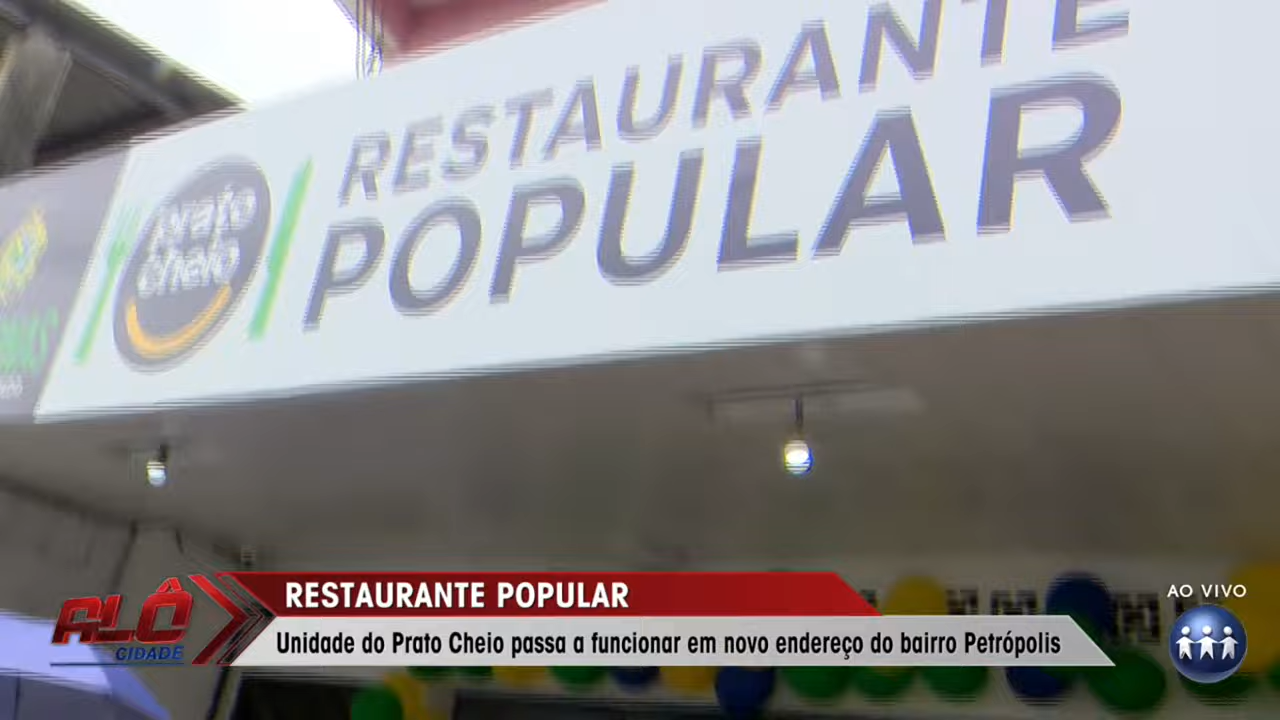 RESTAURANTE
POPULAR
prato
cheio
RESTAURANTE POPULAR
Unidade do Prato Cheio passa a funcionar em novo endereço do bairro Petrópolis
ALÔ
CIDADE
AO VIVO